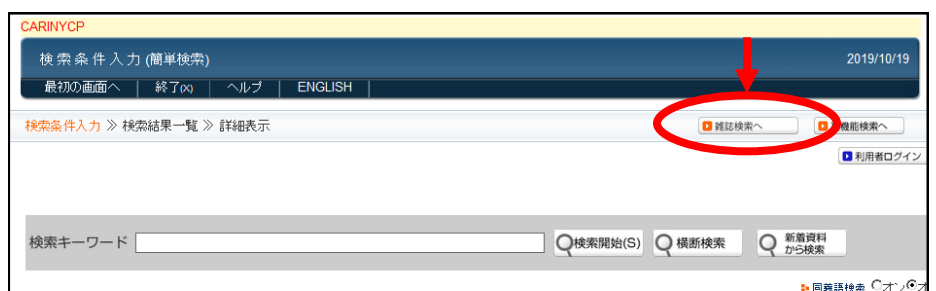 CARINYCP
検索条件入力 (簡単検索) 2019/10/19
最初の画面へ | 終了(X) | ヘルプ | ENGLISH |
検索条件入力 ≫ 検索結果一覧 ≫ 詳細表示 雑誌検索へ 機能検索へ
利用者ログイン
検索キーワード 検索開始(S) 横断検索 新着資料
から検索
同義語検索 オン